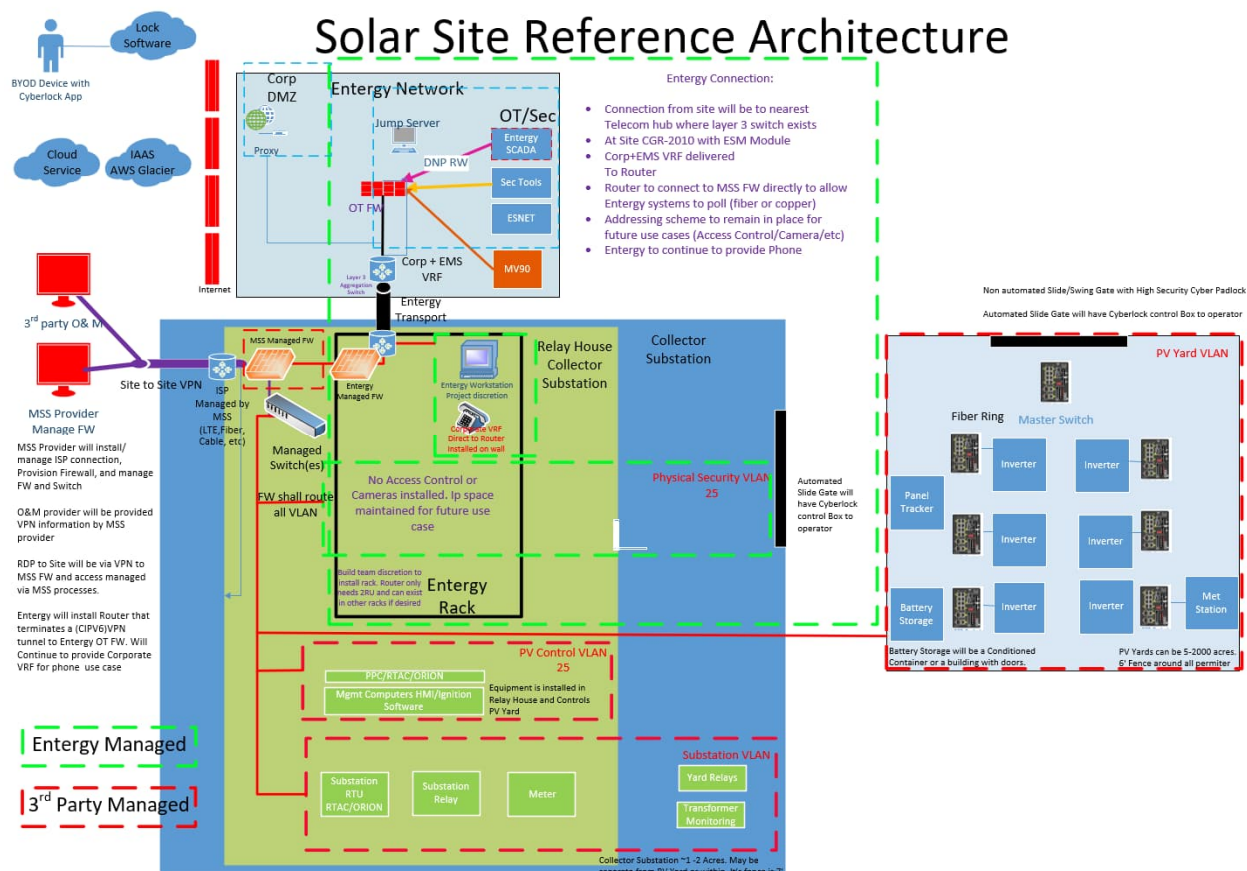 Solar Site Reference Architecture
Lock
Software
BYOD Device with
Cyberlock App
Cloud
Service
IAAS
AWS Glacier
Internet
Corp
DMZ
Proxy
Entergy Network
Jump Server
OT/Sec
Entergy
SCADA
DNP RW
Sec Tools
OT FW
ESNET
MV90
Layer 3
Aggregation
Switch
Corp + EMS
VRF
Entergy
Transport
Entergy Connection:
• Connection from site will be to nearest
Telecom hub where layer 3 switch exists
• At Site CGR-2010 with ESM Module
• Corp+EMS VRF delivered
To Router
• Router to connect to MSS FW directly to allow
Entergy systems to poll (fiber or copper)
• Addressing scheme to remain in place for
future use cases (Access Control/Camera/etc)
• Entergy to continue to provide Phone
3rd party O& M
MSS Provider
Manage FW
Site to Site VPN
ISP
Managed by
MSS
(LTE,Fiber,
Cable, etc)
MSS Managed FW
Entergy
Managed FW
Managed
Switch(es)
FW shall route
all VLAN
Entergy Workstation
Project discretion
Corporate VRF
Direct to Router
installed on wall
Relay House
Collector
Substation
Collector
Substation
No Access Control or
Cameras installed. Ip space
maintained for future use
case
Physical Security VLAN
25
Build team discretion to
install rack. Router only
needs 2RU and can exist
in other racks if desired
Entergy
Rack
Automated
Slide Gate will
have Cyberlock
control Box to
operator
MSS Provider will install/
manage ISP connection,
Provision Firewall, and manage
FW and Switch
O&M provider will be provided
VPN information by MSS
provider
RDP to Site will be via VPN to
MSS FW and access managed
via MSS processes.
Entergy will install Router that
terminates a (CIPV6)VPN
tunnel to Entergy OT FW. Will
Continue to provide Corporate
VRF for phone use case
Entergy Managed
3rd Party Managed
PV Control VLAN
25
PPC/RTAC/ORION
Mgmt Computers HMI/Ignition
Software
Equipment is installed in
Relay House and Controls
PV Yard
Substation VLAN
Substation
RTU
RTAC/ORION
Substation
Relay
Meter
Yard Relays
Transformer
Monitoring
Collector Substation ~1 -2 Acres. May be
Non automated Slide/Swing Gate with High Security Cyber Padlock
Automated Slide Gate will have Cyberlock control Box to operator
PV Yard VLAN
Fiber Ring
Master Switch
Inverter
Inverter
Panel
Tracker
Inverter
Inverter
Battery
Storage
Inverter
Inverter
Met
Station
Battery Storage will be a Conditioned
Container or a building with doors.
PV Yards can be 5-2000 acres.
6' Fence around all permiter